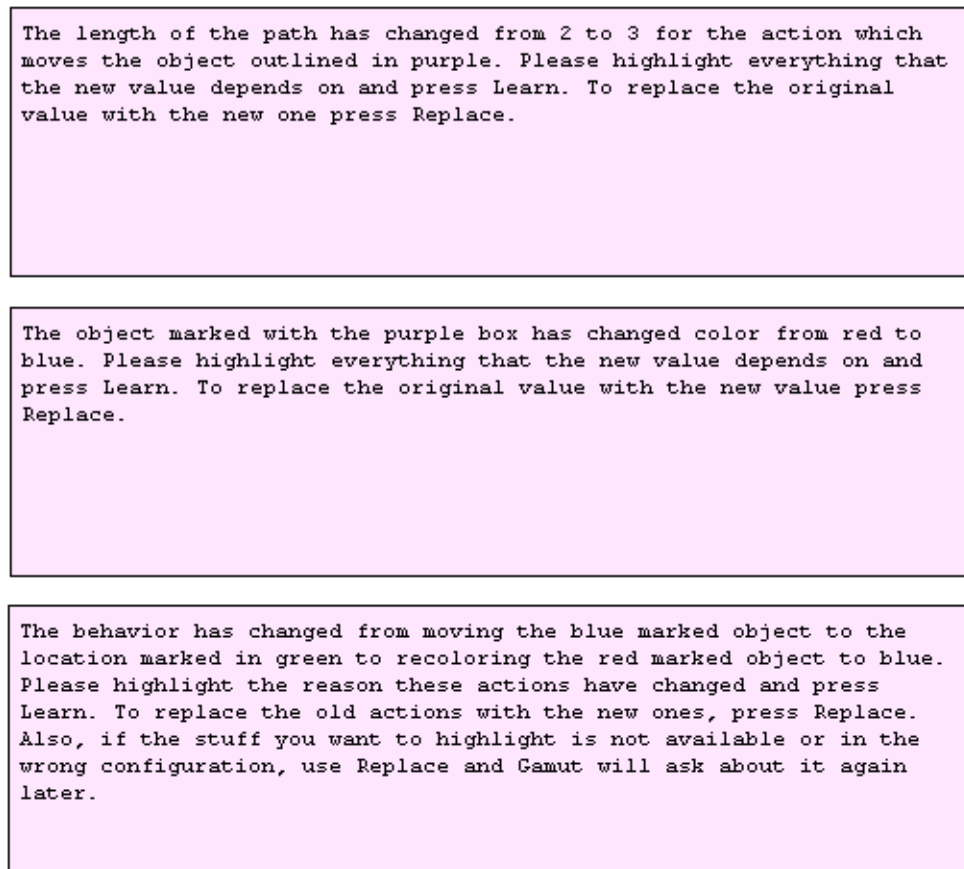 The length of the path has changed from 2 to 3 for the action which
moves the object outlined in purple. Please highlight everything that
the new value depends on and press Learn. To replace the original
value with the new one press Replace.
The object marked with the purple box has changed color from red to
blue. Please highlight everything that the new value depends on and
press Learn. To replace the original value with the new value press
Replace.
The behavior has changed from moving the blue marked object to the
location marked in green to recoloring the red marked object to blue.
Please highlight the reason these actions have changed and press
Learn. To replace the old actions with the new ones, press Replace.
Also, if the stuff you want to highlight is not available or in the
wrong configuration, use Replace and Gamut will ask about it again
later.